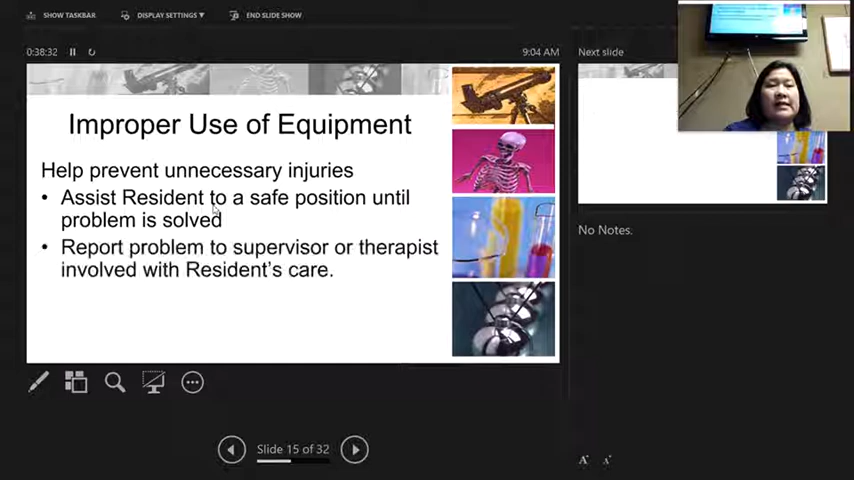 SHOW TASKBAR
DISPLAY SETTINGS ▼
END SLIDE SHOW
0:38:32
9:04 AM
Next slide
Improper Use of Equipment
Help prevent unnecessary injuries
• Assist Resident to a safe position until
problem is solved
• Report problem to supervisor or therapist
involved with Resident's care.
No Notes.
Slide 15 of 32
A A